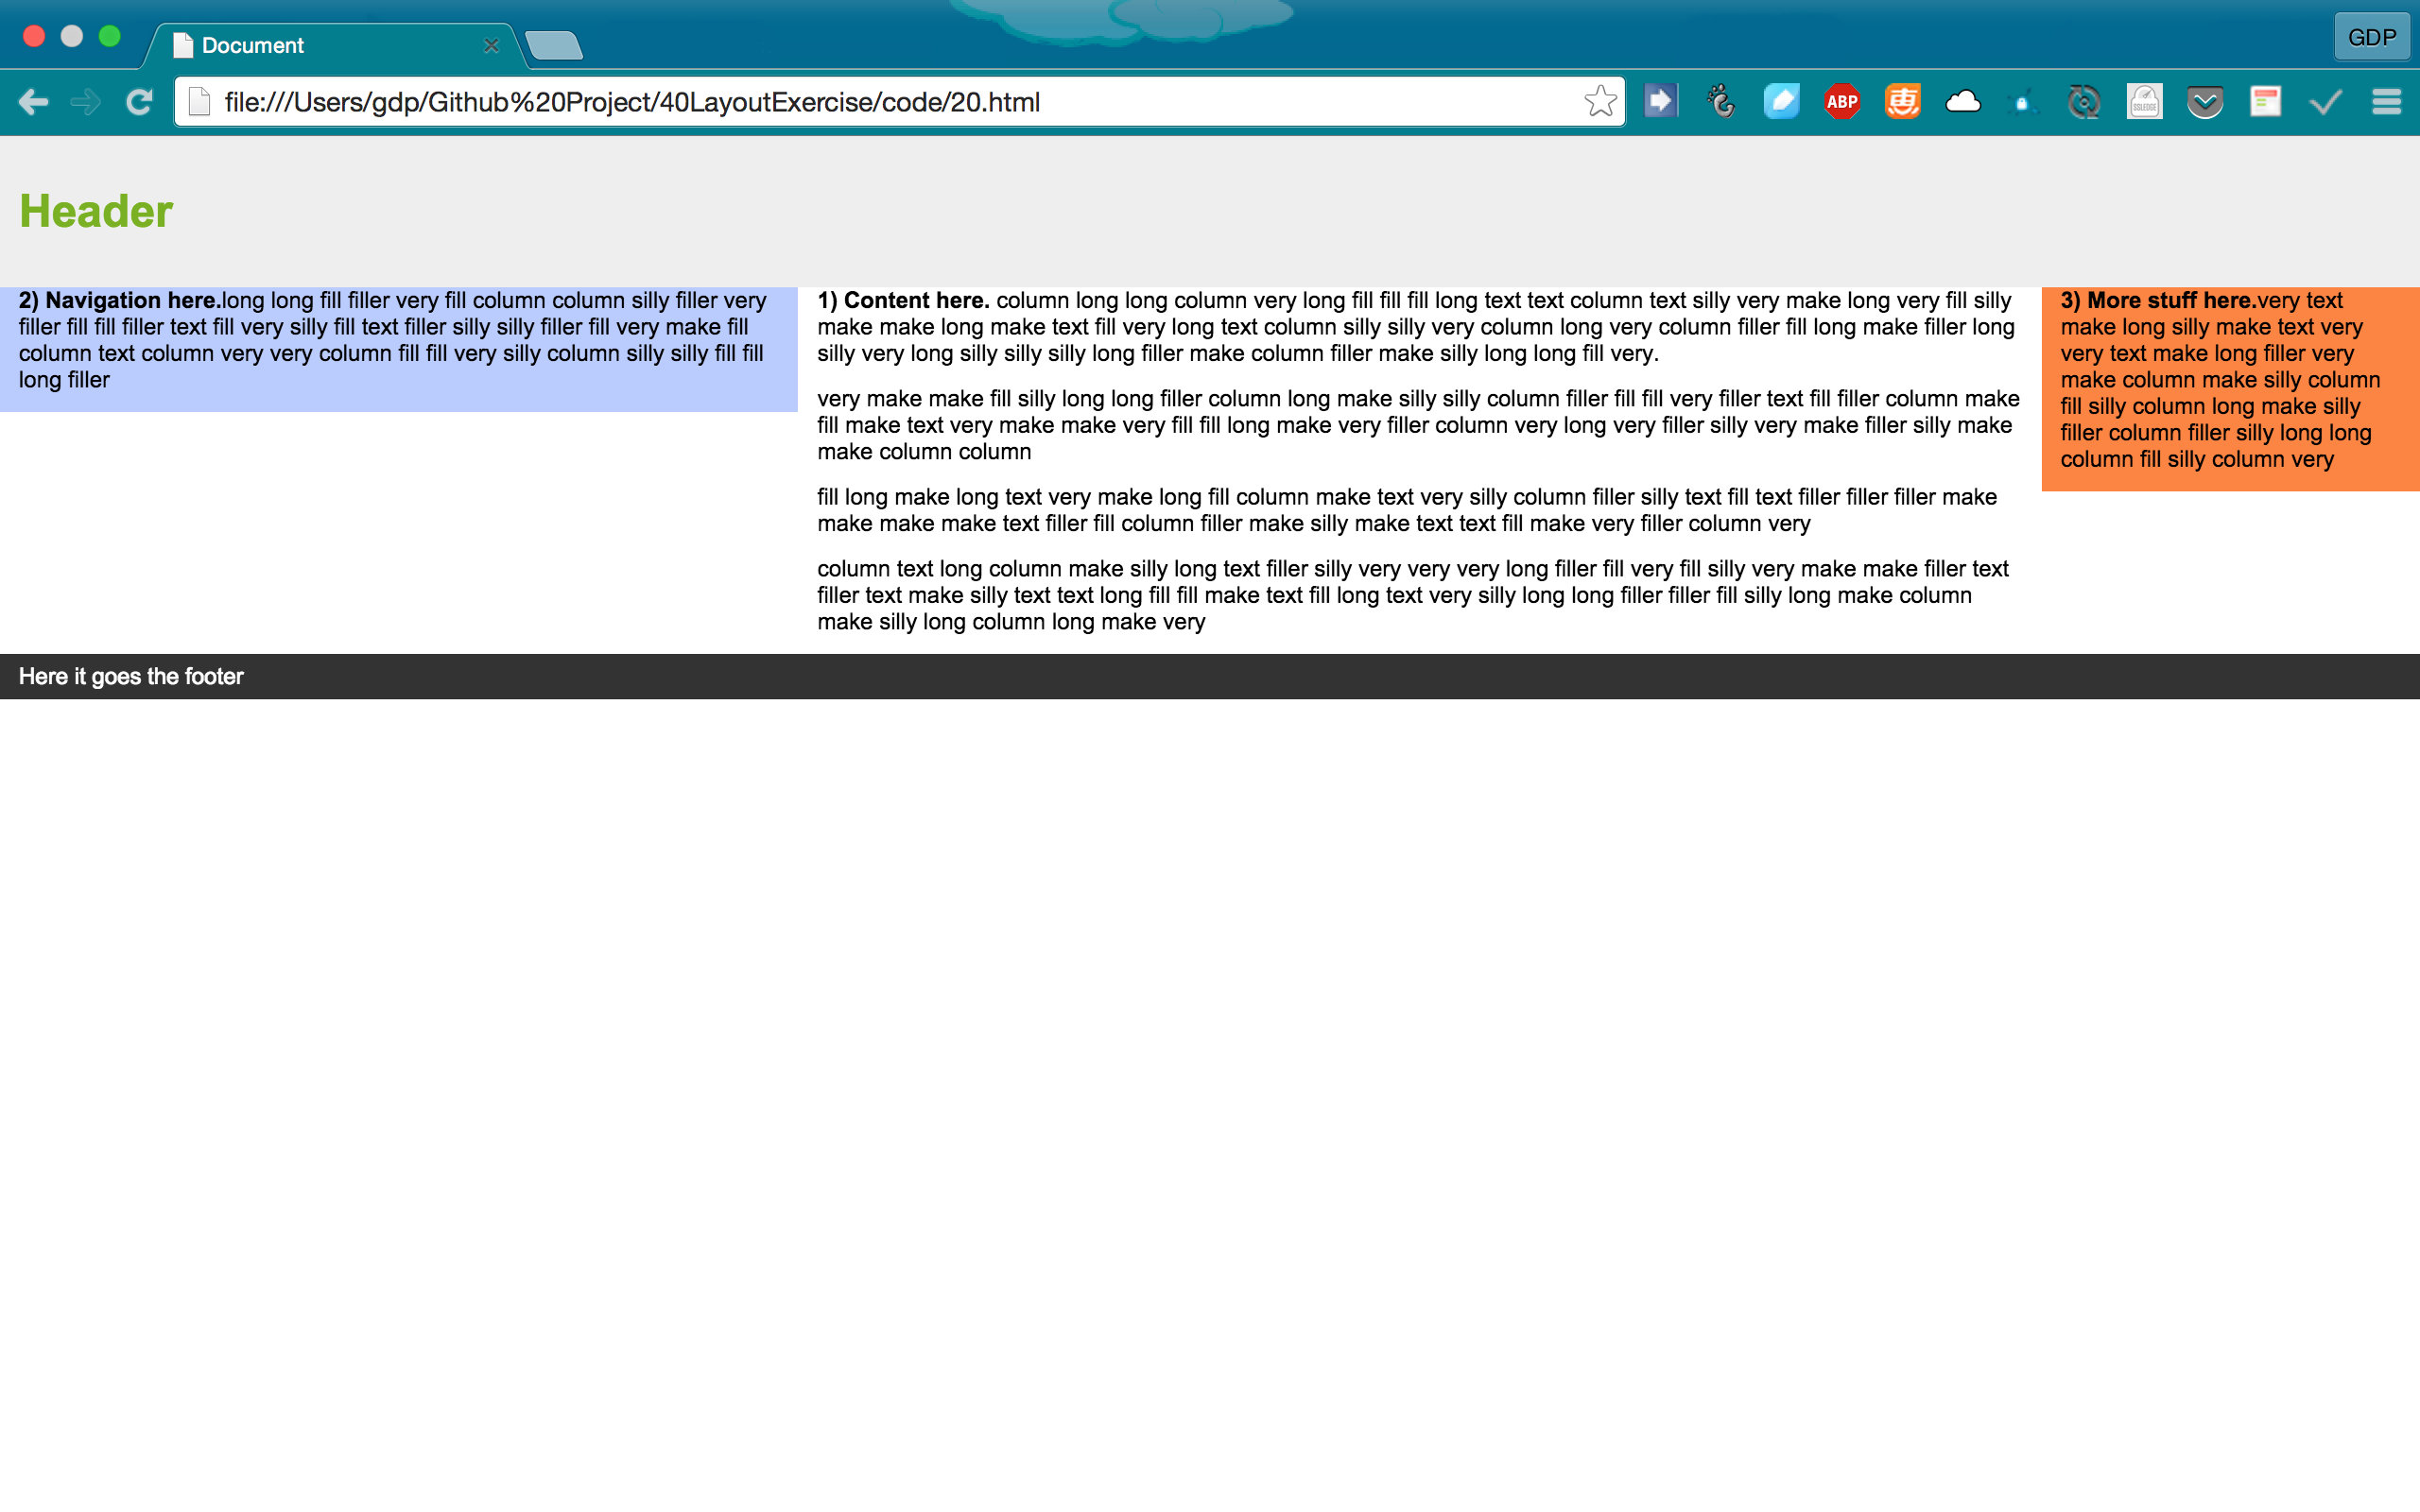 Document
GDP
file:///Users/gdp/Github%20Project/40LayoutExercise/code/20.html
ABP
惠
SSLEDGE
Header
2) Navigation here.long long fill filler very fill column column silly filler very
filler fill fill filler text fill very silly fill text filler silly silly filler fill very make fill
column text column very very column fill fill very silly column silly silly fill fill
long filler
1) Content here. column long long column very long fill fill fill long text text column text silly very make long very fill silly
make make long make text fill very long text column silly silly very column long very column filler fill long make filler long
silly very long silly silly silly long filler make column filler make silly long long fill very.
very make make fill silly long long filler column long make silly silly column filler fill fill very filler text fill filler column make
fill make text very make make very fill fill long make very filler column very long very filler silly very make filler silly make
make column column
fill long make long text very make long fill column make text very silly column filler silly text fill text filler filler filler make
make make make text filler fill column filler make silly make text text fill make very filler column very
column text long column make silly long text filler silly very very very long filler fill very fill silly very make make filler text
filler text make silly text text long fill fill make text fill long text very silly long long filler filler fill silly long make column
make silly long column long make very
3) More stuff here.very text
make long silly make text very
very text make long filler very
make column make silly column
fill silly column long make silly
filler column filler silly long long
column fill silly column very
Here it goes the footer